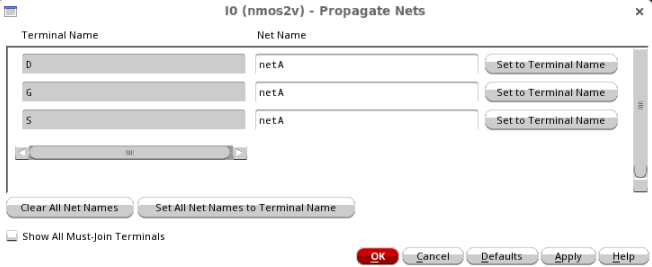 I0 (nmos2v) - Propagate Nets
Terminal Name Net Name
D netA Set to Terminal Name
G netA Set to Terminal Name
S netA Set to Terminal Name
Clear All Net Names Set All Net Names to Terminal Name
Show All Must-Join Terminals
OK Cancel Defaults Apply Help